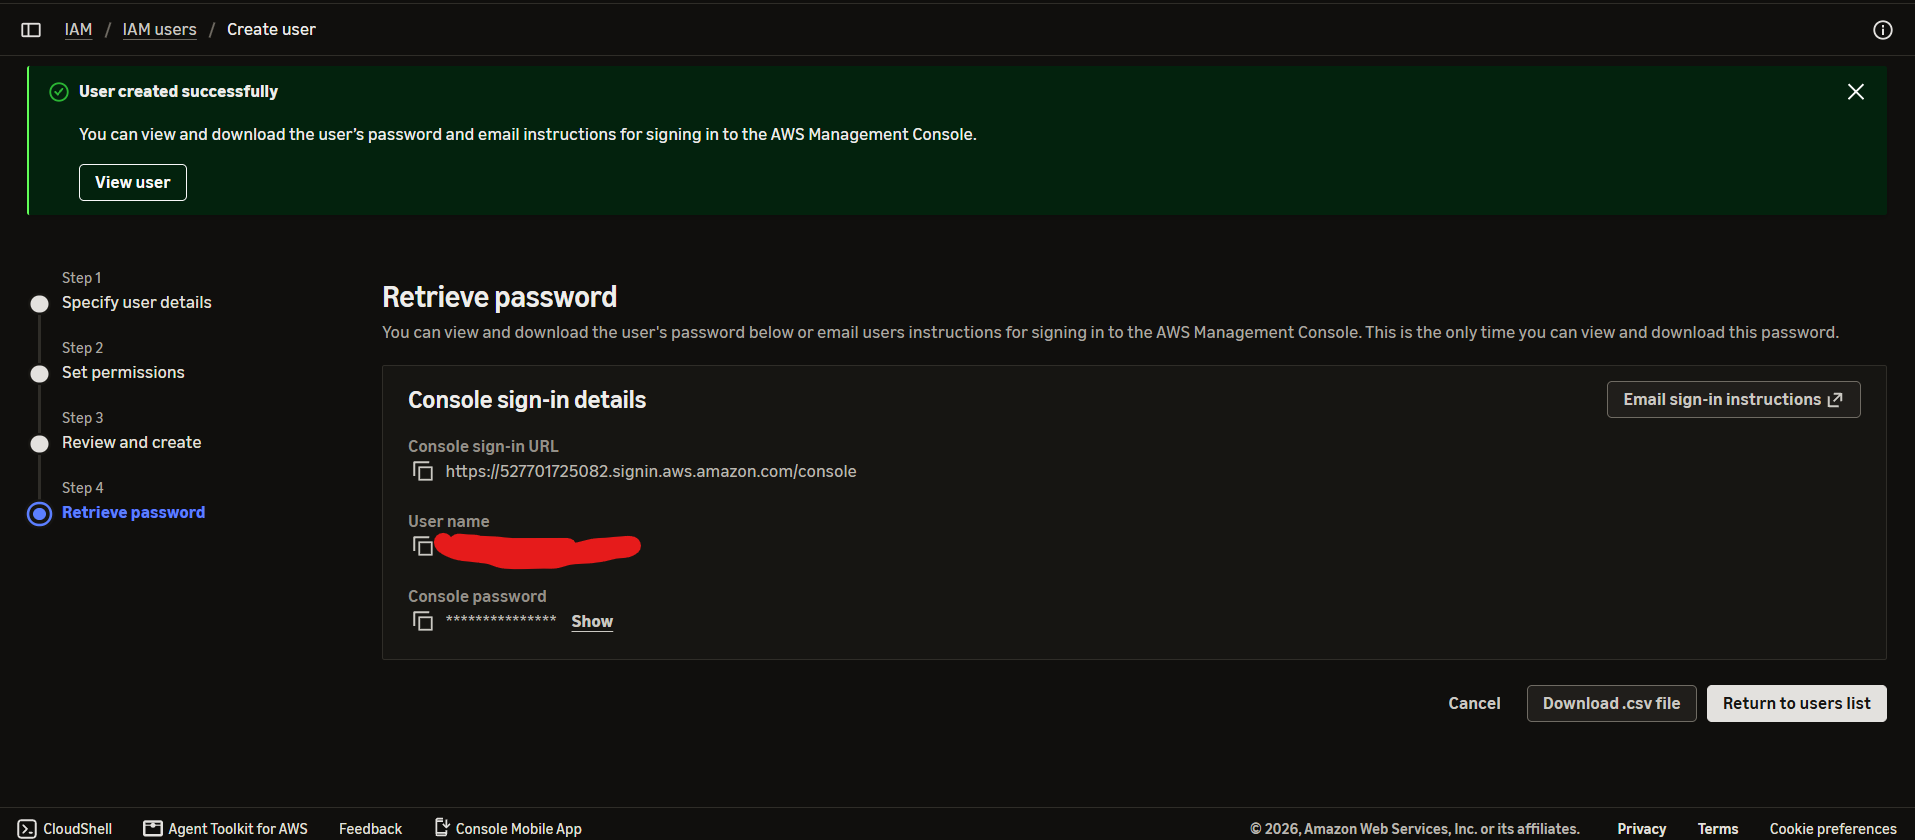 IAM / IAM users / Create user
User created successfully
You can view and download the user's password and email instructions for signing in to the AWS Management Console.
View user
Step 1
Specify user details
Step 2
Set permissions
Step 3
Review and create
Step 4
Retrieve password
Retrieve password
You can view and download the user's password below or email users instructions for signing in to the AWS Management Console. This is the only time you can view and download this password.
Console sign-in details
Email sign-in instructions
Console sign-in URL
https://527701725082.signin.aws.amazon.com/console
User name
Console password
*************** Show
Cancel Download .csv file Return to users list
CloudShell Agent Toolkit for AWS Feedback Console Mobile App © 2026, Amazon Web Services, Inc. or its affiliates. Privacy Terms Cookie preferences